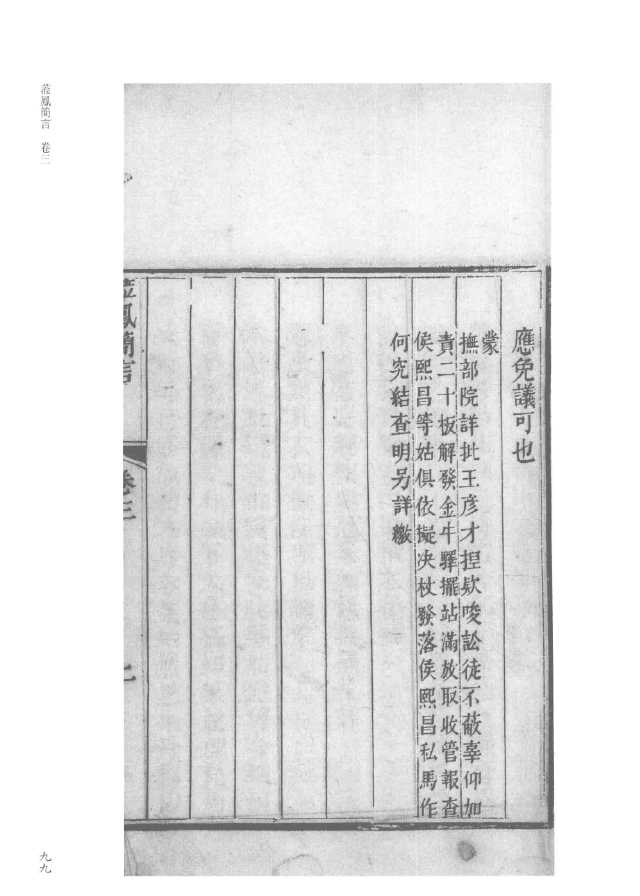 應免議可也
蒙
撫部院詳批王彦才捏欵唆訟徒不蔽辜仰加
責二十板解發金牛驛擺站滿放取收管報查
侯熙昌等姑俱依擬决杖發落侯熙昌私馬作
何究結查明另詳繳
鳳簡言
卷三
叢鳳簡言 卷三
九九